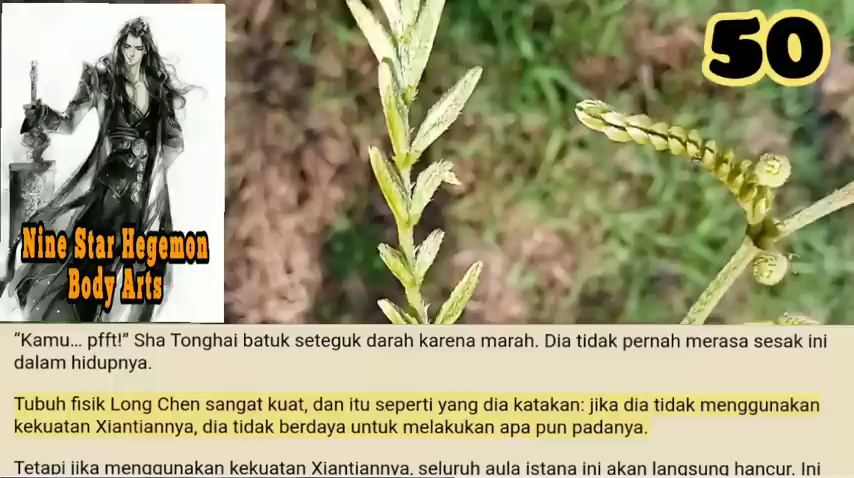 50
Nine Star Hegemon
Body Arts
“Kamu... pfft!” Sha Tonghai batuk seteguk darah karena marah. Dia tidak pernah merasa sesak ini
dalam hidupnya.
Tubuh fisik Long Chen sangat kuat, dan itu seperti yang dia katakan: jika dia tidak menggunakan
kekuatan Xiantiannya, dia tidak berdaya untuk melakukan apa pun padanya.
Tetapi jika menggunakan kekuatan Xiantiannya, seluruh aula istana ini akan langsung hancur. Ini